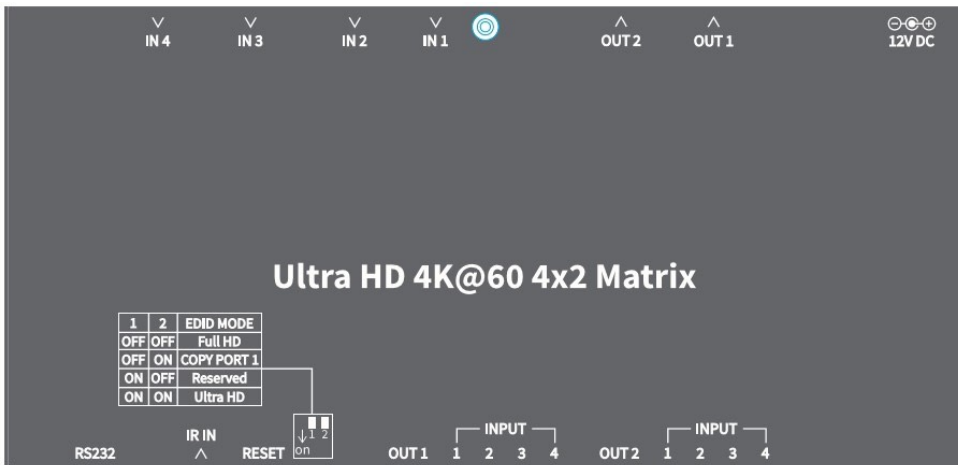 IN 4 IN 3 IN 2 IN 1 OUT 2 OUT 1 12V DC
Ultra HD 4K@60 4x2 Matrix
1 2 EDID MODE
OFF OFF Full HD
OFF ON COPY PORT 1
ON OFF Reserved
ON ON Ultra HD
1 2
on
IR IN
RS232 RESET
INPUT INPUT
OUT 1 1 2 3 4 OUT 2 1 2 3 4